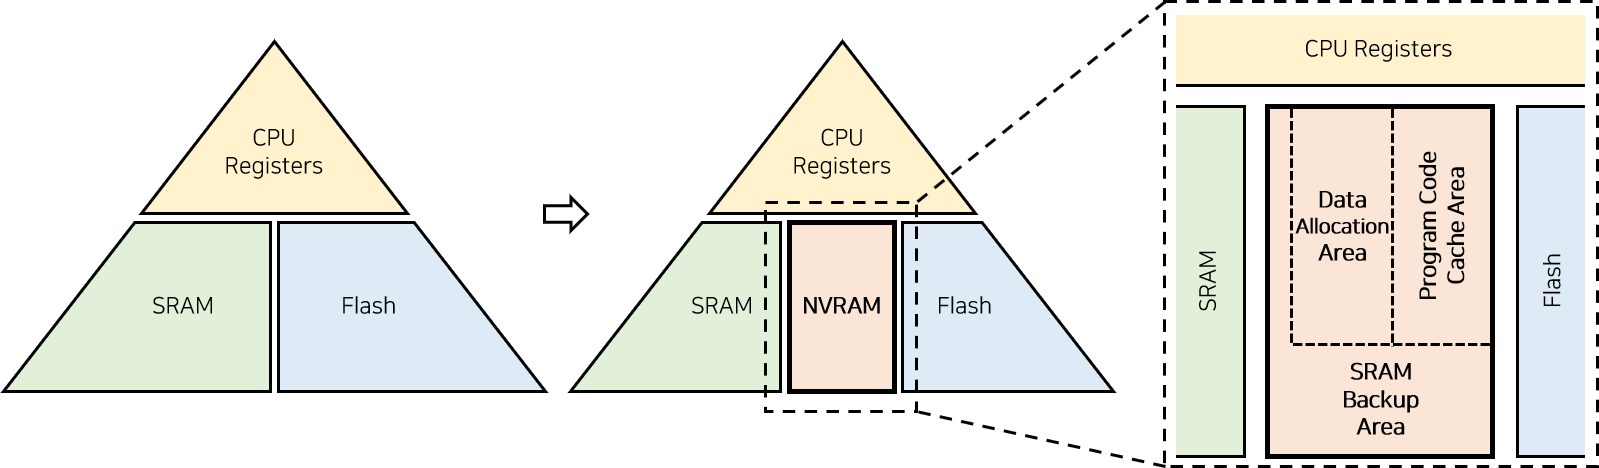 CPU
Registers
SRAM
Flash
CPU
Registers
SRAM
NVRAM
Flash
CPU Registers
SRAM
Data
Allocation
Area
Program Code
Cache Area
SRAM
Backup
Area
Flash